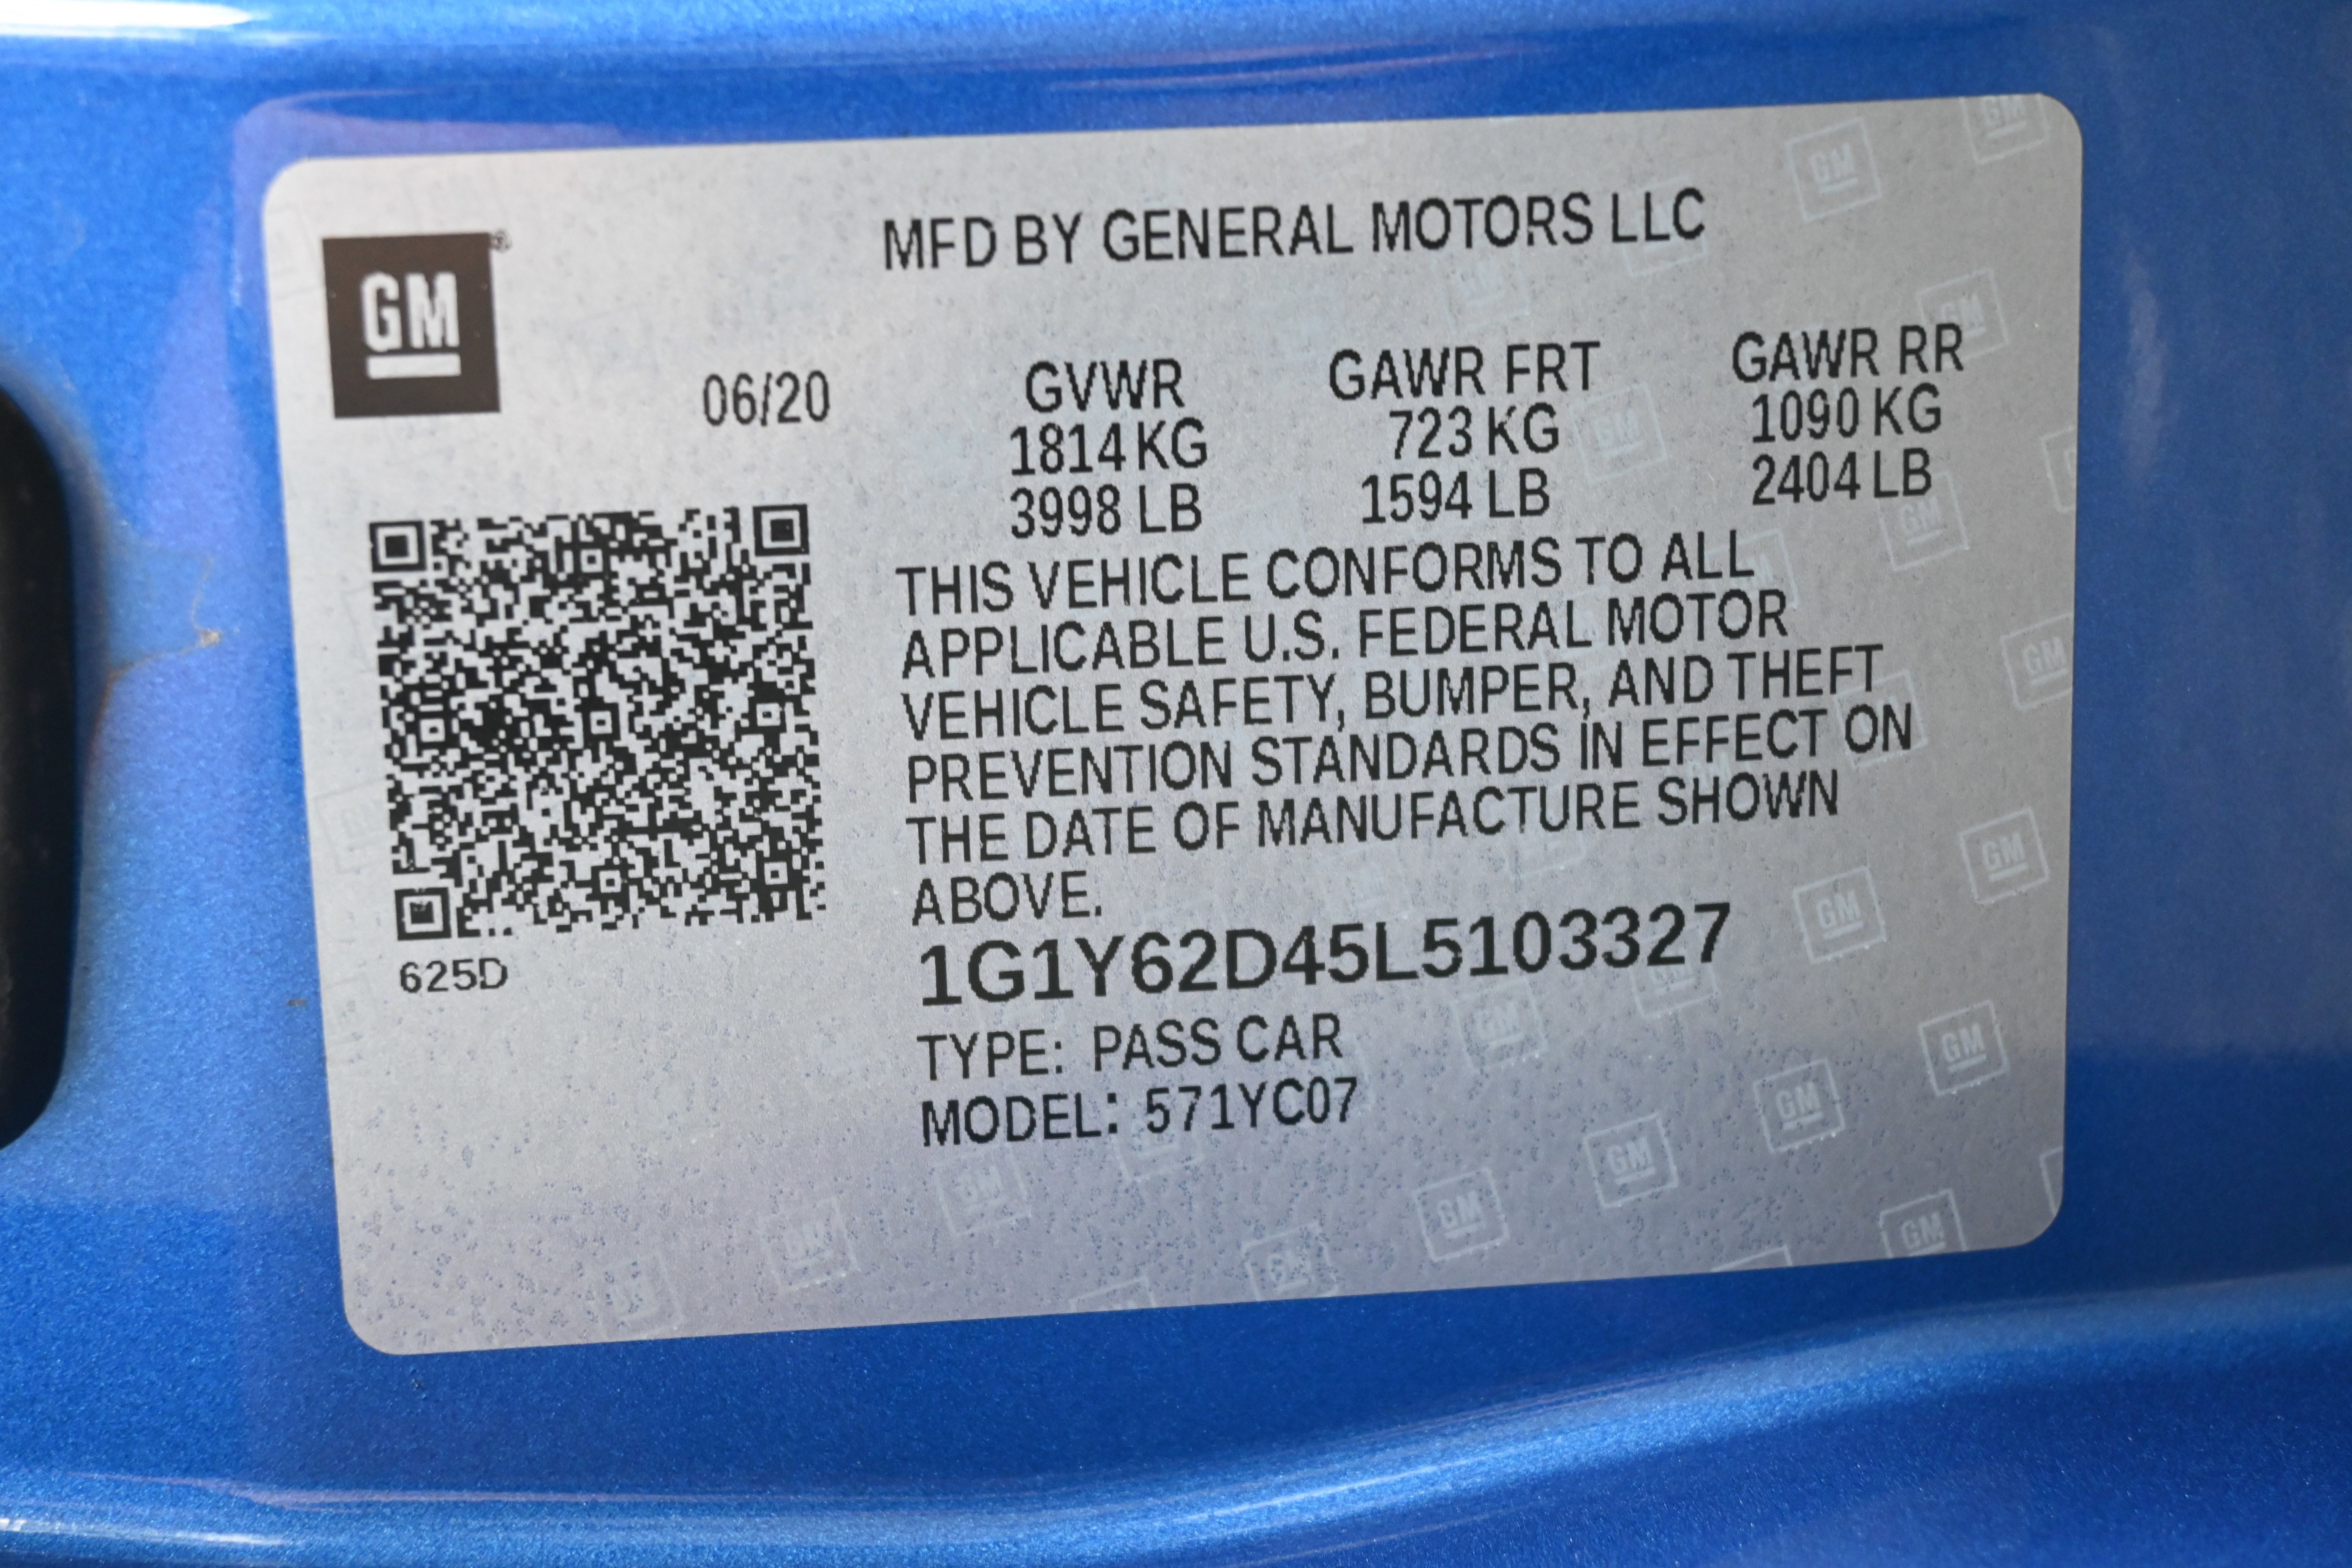 GM®
MFD BY GENERAL MOTORS LLC
06/20
GVWR GAWR FRT GAWR RR
1814 KG 723 KG 1090 KG
3998 LB 1594 LB 2404 LB
THIS VEHICLE CONFORMS TO ALL
APPLICABLE U.S. FEDERAL MOTOR
VEHICLE SAFETY, BUMPER, AND THEFT
PREVENTION STANDARDS IN EFFECT ON
THE DATE OF MANUFACTURE SHOWN
ABOVE.
1G1Y62D45L5103327
625D
TYPE: PASS CAR
MODEL: 571YC07